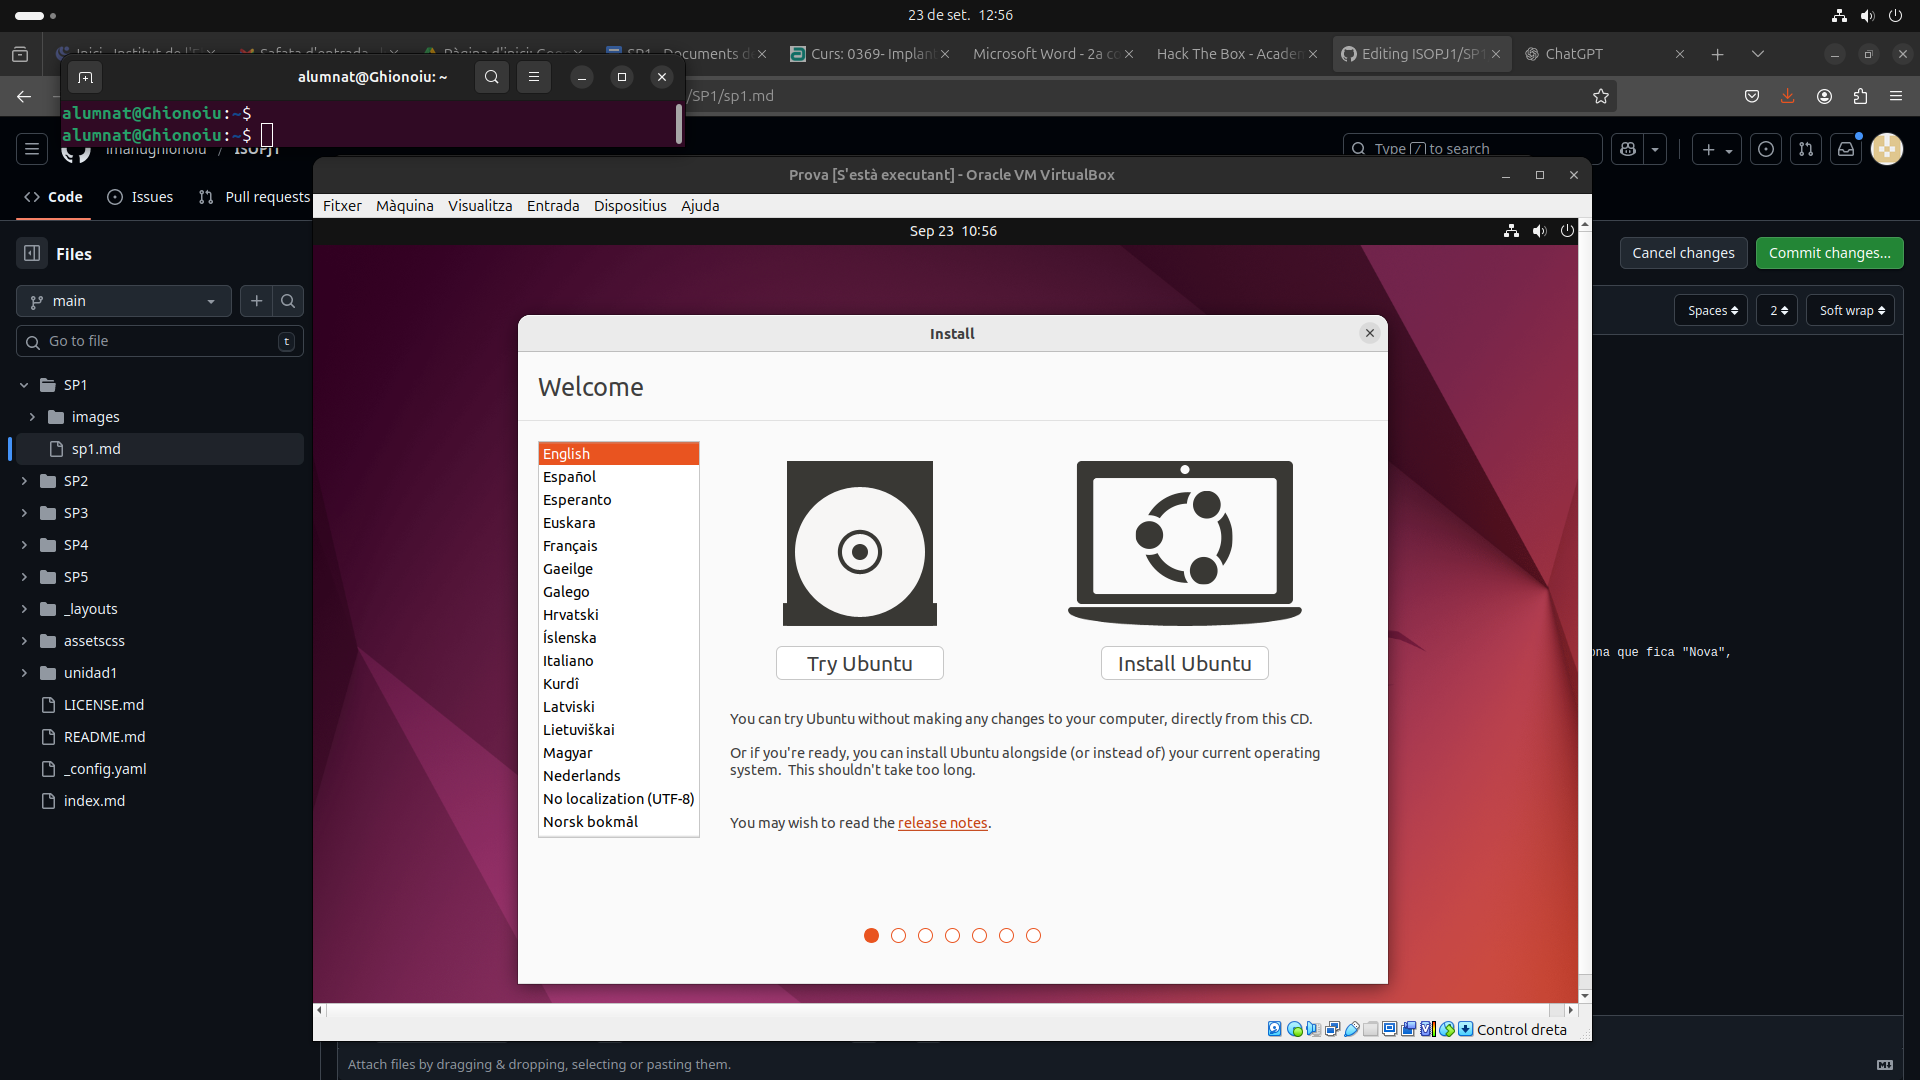 23 de set.  12:56
Inici - Institut de l'E
Safata d'entrada
Pàgina d'inici: Goo
SP1 - Documents de
Curs: 0369- Implant
Microsoft Word - 2a co
Hack The Box - Academ
Editing ISOPJ1/SP1
ChatGPT
alumnat@Ghionoiu: ~
/SP1/sp1.md
alumnat@Ghionoiu:~$
alumnat@Ghionoiu:~$
imanughionoiu / ISOPJ1
Type / to search
Prova [S'està executant] - Oracle VM VirtualBox
Code
Issues
Pull requests
Fitxer Màquina Visualitza Entrada Dispositius Ajuda
Sep 23  10:56
Files
Cancel changes
Commit changes...
main
Spaces
2
Soft wrap
Go to file
t
Install
Welcome
SP1
images
sp1.md
SP2
SP3
SP4
SP5
_layouts
assetscss
unidad1
LICENSE.md
README.md
_config.yaml
index.md
English
Español
Esperanto
Euskara
Français
Gaeilge
Galego
Hrvatski
Íslenska
Italiano
Kurdî
Latviski
Lietuviškai
Magyar
Nederlands
No localization (UTF-8)
Norsk bokmål
Try Ubuntu
Install Ubuntu
You can try Ubuntu without making any changes to your computer, directly from this CD.
Or if you're ready, you can install Ubuntu alongside (or instead of) your current operating
system.  This shouldn't take too long.
You may wish to read the release notes.
ona que fica "Nova",
Control dreta
Attach files by dragging & dropping, selecting or pasting them.